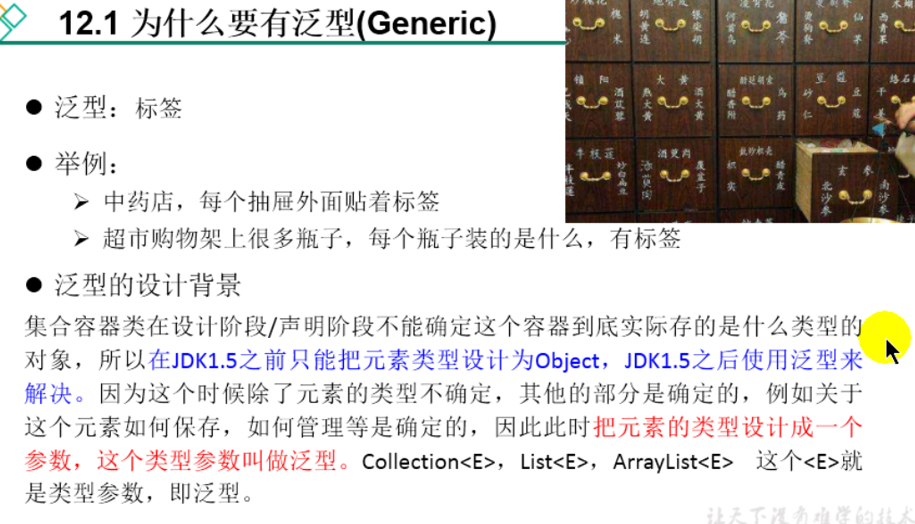 12.1 为什么要有泛型(Generic)
● 泛型：标签
● 举例：
➢ 中药店，每个抽屉外面贴着标签
➢ 超市购物架上很多瓶子，每个瓶子装的是什么，有标签
● 泛型的设计背景
集合容器类在设计阶段/声明阶段不能确定这个容器到底实际存的是什么类型的
对象，所以在JDK1.5之前只能把元素类型设计为Object，JDK1.5之后使用泛型来
解决。因为这个时候除了元素的类型不确定，其他的部分是确定的，例如关于
这个元素如何保存，如何管理等是确定的，因此此时把元素的类型设计成一个
参数，这个类型参数叫做泛型。Collection<E>，List<E>，ArrayList<E> 这个<E>就
是类型参数，即泛型。
让天下没有难学的技术